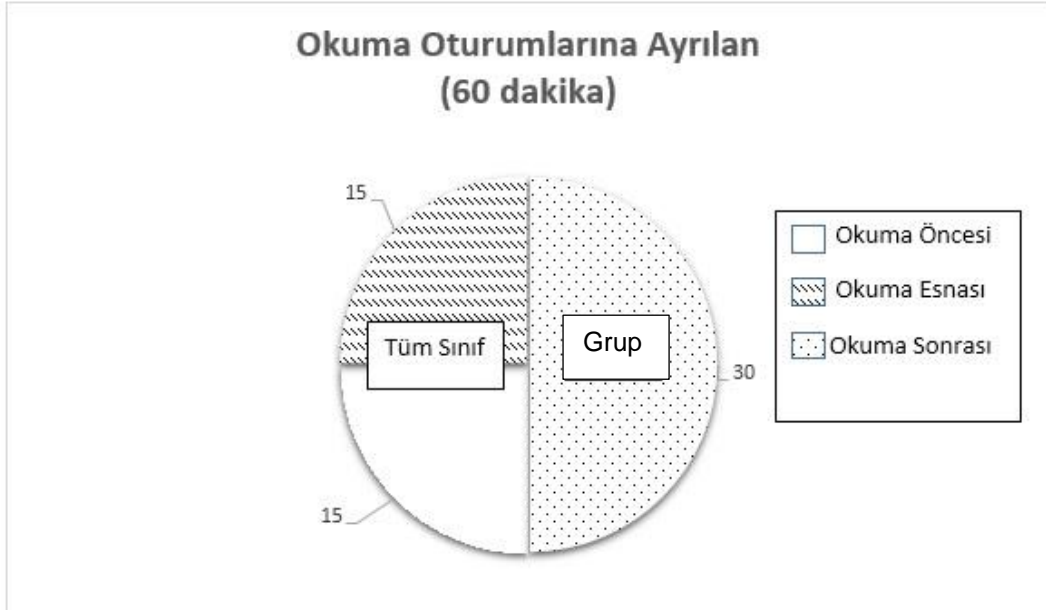 Okuma Oturumlarına Ayrılan
(60 dakika)
15
Okuma Öncesi
Okuma Esnası
Okuma Sonrası
Tüm Sınıf
Grup
30
15